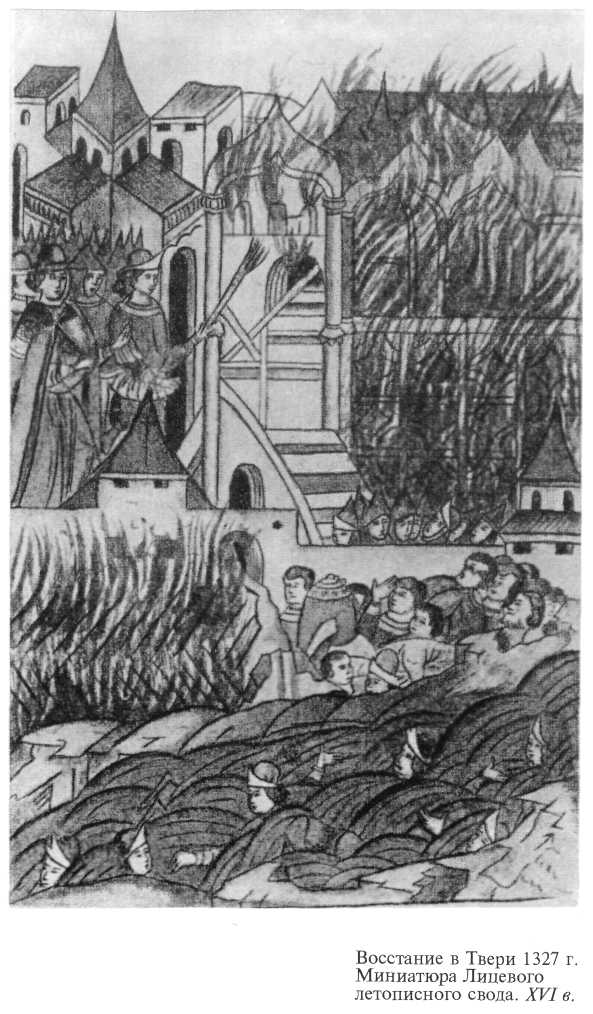 Восстание в Твери 1327 г.
Миниатюра Лицевого
летописного свода. XVI в.